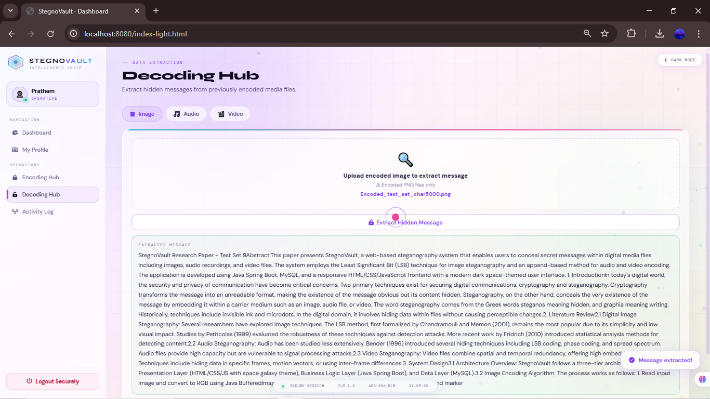 StegnoVault - Dashboard
localhost:8080/index-light.html
STEGNOVAULT
INTELLIGENCE SUITE
Pratham
OPERATIVE
NAVIGATION
Dashboard
My Profile
OPERATIONS
Encoding Hub
Decoding Hub
Activity Log
Logout Securely
DARK MODE
DATA EXTRACTION
Decoding Hub
Extract hidden messages from previously encoded media files.
Image
Audio
Video
Upload encoded image to extract message
Encoded PNG files only
Encoded_test_set_char5000.png
Extract Hidden Message
EXTRACTED MESSAGE
StegnoVault Research Paper - Test Set 9Abstract This paper presents StegnoVault, a web-based steganography system that enables users to conceal secret messages within digital media files
including images, audio recordings, and video files. The system employs the Least Significant Bit (LSB) technique for image steganography and an append-based method for audio and video encoding.
The application is developed using Java Spring Boot, MySQL, and a responsive HTML/CSS/JavaScript frontend with a modern dark space-themed user interface. 1. IntroductionIn today's digital world,
the security and privacy of communication have become critical concerns. Two primary techniques exist for securing digital communications: cryptography and steganography. Cryptography
transforms the message into an unreadable format, making the existence of the message obvious but its content hidden. Steganography, on the other hand, conceals the very existence of the
message by embedding it within a carrier medium such as an image, audio file, or video. The word steganography comes from the Greek words steganos meaning hidden, and graphia meaning writing.
Historically, techniques included invisible ink and microdots. In the digital domain, it involves hiding data within files without causing perceptible changes.2. Literature Review2.1 Digital Image
Steganography: Several researchers have explored image techniques. The LSB method, first formalized by Chandramouli and Memon (2001), remains the most popular due to its simplicity and low
visual impact. Studies by Petitcolas (1999) evaluated the robustness of these techniques against detection attacks. More recent work by Fridrich (2010) introduced statistical analysis methods for
detecting content.2.2 Audio Steganography: Audio has been studied less extensively. Bender (1996) introduced several hiding techniques including LSB coding, phase coding, and spread spectrum.
Audio files provide high capacity but are vulnerable to signal processing attacks.2.3 Video Steganography: Video files combine spatial and temporal redundancy, offering high embed
Techniques include hiding data in specific frames, motion vectors, or using inter-frame differences.3. System Design3.1 Architecture Overview: StegnoVault follows a three-tier archit
Presentation Layer (HTML/CSS/JS with space galaxy theme), Business Logic Layer (Java Spring Boot), and Data Layer (MySQL).3.2 Image Encoding Algorithm: The process works as follows: 1. Read input
image and convert to RGB using Java BufferedImag and marker
Message extracted!
SECURE SESSION TLS 1.3 AES-256-GCM